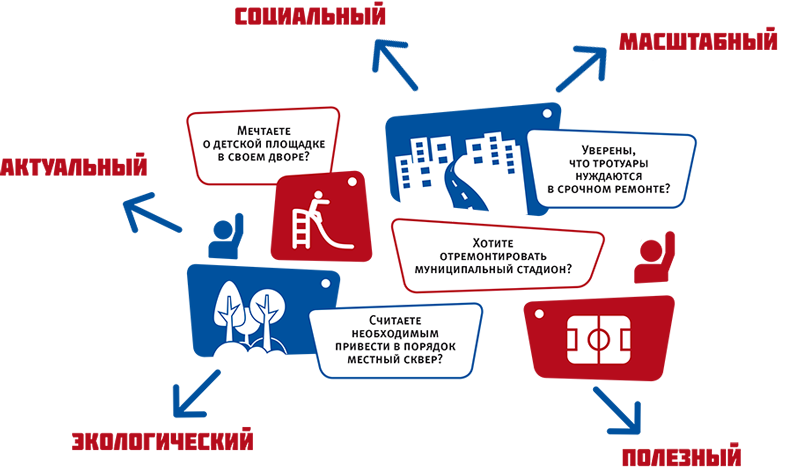 СОЦИАЛЬНЫЙ
МАСШТАБНЫЙ
Мечтаете
о детской площадке
в своем дворе?
Уверены,
что тротуары
нуждаются
в срочном ремонте?
АКТУАЛЬНЫЙ
Хотите
отремонтировать
муниципальный стадион?
Считаете
необходимым
привести в порядок
местный сквер?
ЭКОЛОГИЧЕСКИЙ
ПОЛЕЗНЫЙ